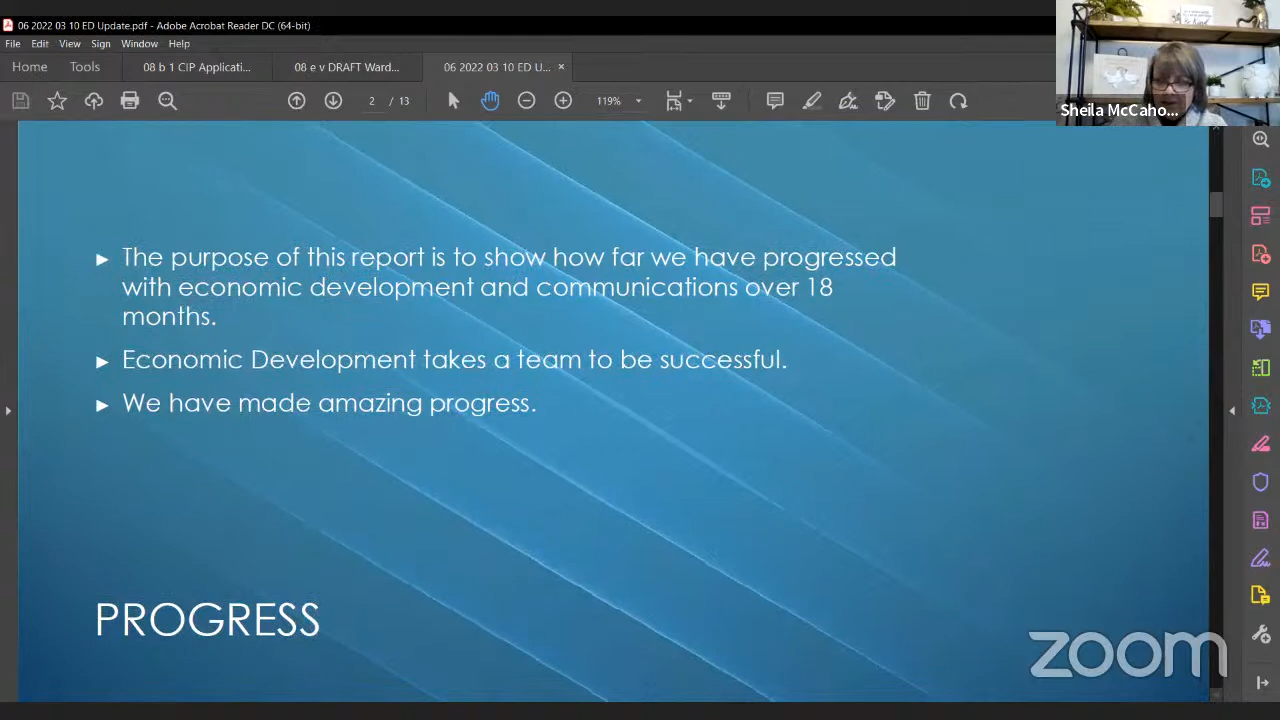 06 2022 03 10 ED Update.pdf - Adobe Acrobat Reader DC (64-bit)
File Edit View Sign Window Help
Home Tools 08 b 1 CIP Applicati... 08 e v DRAFT Ward... 06 2022 03 10 ED U... ×
2 / 13 119%
Sheila McCaho...
► The purpose of this report is to show how far we have progressed
with economic development and communications over 18
months.
► Economic Development takes a team to be successful.
► We have made amazing progress.
PROGRESS
zoom